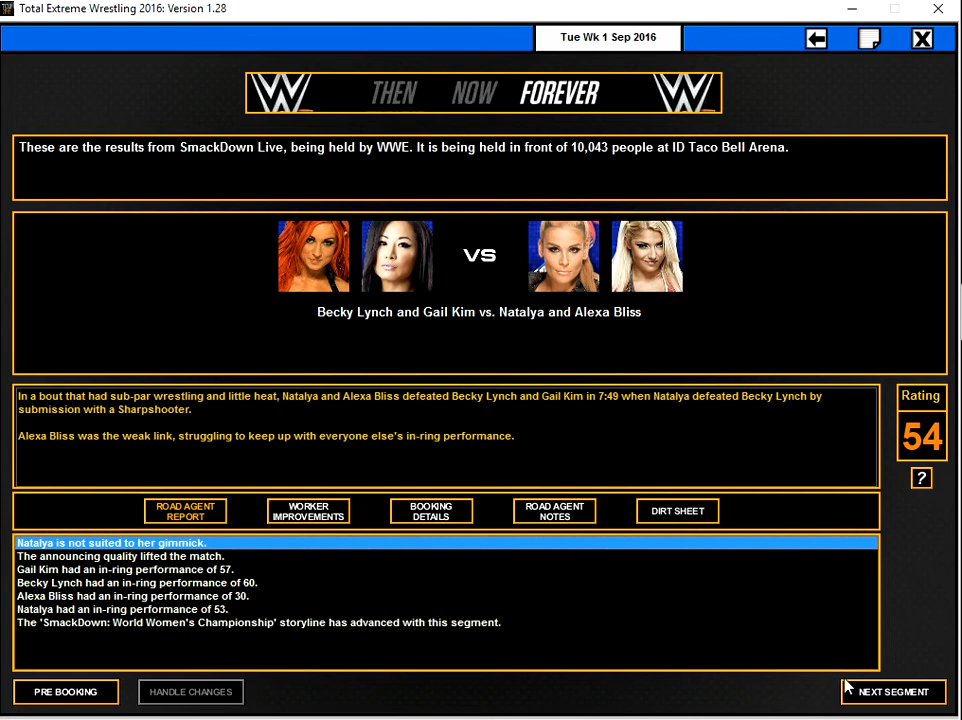 Total Extreme Wrestling 2016: Version 1.28
Tue Wk 1 Sep 2016
THEN NOW FOREVER
These are the results from SmackDown Live, being held by WWE. It is being held in front of 10,043 people at ID Taco Bell Arena.
VS
Becky Lynch and Gail Kim vs. Natalya and Alexa Bliss
In a bout that had sub-par wrestling and little heat, Natalya and Alexa Bliss defeated Becky Lynch and Gail Kim in 7:49 when Natalya defeated Becky Lynch by
submission with a Sharpshooter.
Alexa Bliss was the weak link, struggling to keep up with everyone else's in-ring performance.
Rating
54
?
ROAD AGENT
REPORT
WORKER
IMPROVEMENTS
BOOKING
DETAILS
ROAD AGENT
NOTES
DIRT SHEET
Natalya is not suited to her gimmick.
The announcing quality lifted the match.
Gail Kim had an in-ring performance of 57.
Becky Lynch had an in-ring performance of 60.
Alexa Bliss had an in-ring performance of 30.
Natalya had an in-ring performance of 53.
The 'SmackDown: World Women's Championship' storyline has advanced with this segment.
PRE BOOKING
HANDLE CHANGES
NEXT SEGMENT